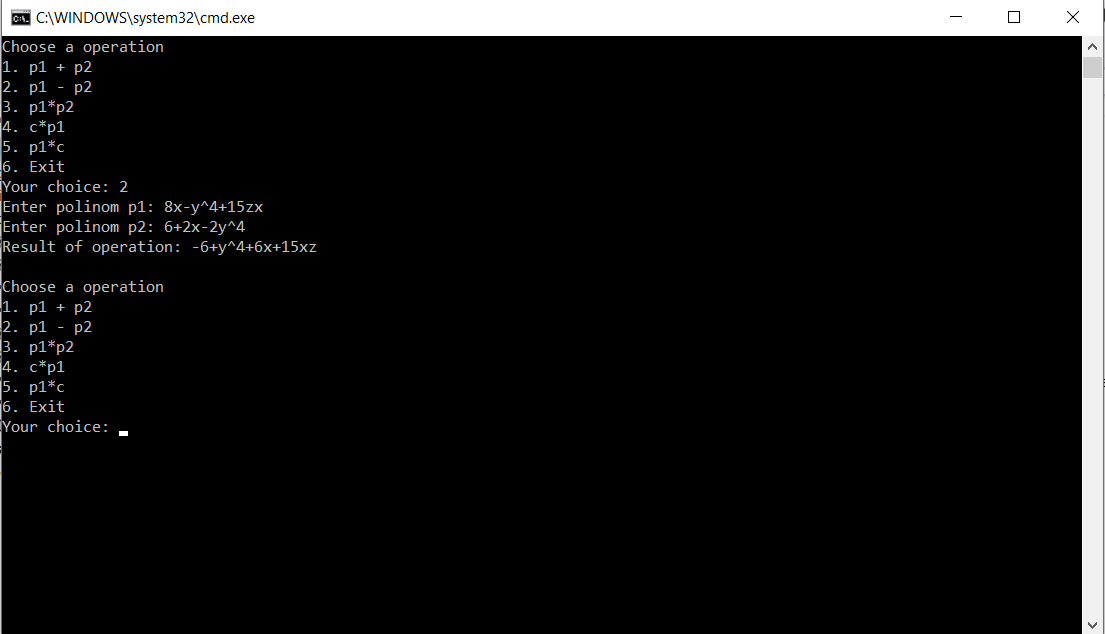 C:\WINDOWS\system32\cmd.exe
Choose a operation
1. p1 + p2
2. p1 - p2
3. p1*p2
4. c*p1
5. p1*c
6. Exit
Your choice: 2
Enter polinom p1: 8x-y^4+15zx
Enter polinom p2: 6+2x-2y^4
Result of operation: -6+y^4+6x+15xz
Choose a operation
1. p1 + p2
2. p1 - p2
3. p1*p2
4. c*p1
5. p1*c
6. Exit
Your choice: